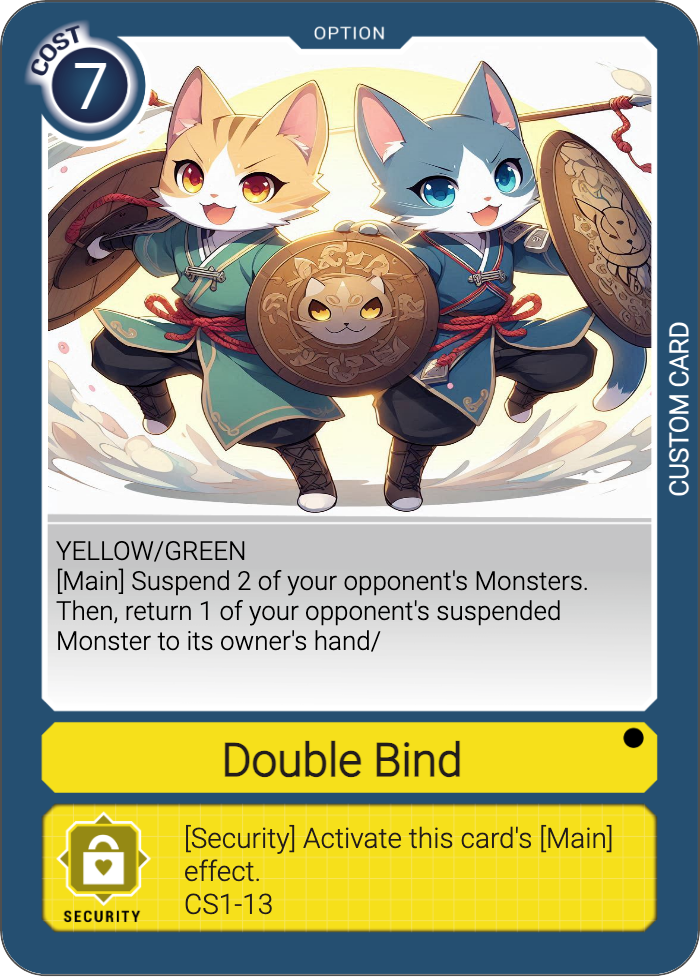 OPTION
COST
7
CUSTOM CARD
YELLOW/GREEN
[Main] Suspend 2 of your opponent's Monsters.
Then, return 1 of your opponent's suspended
Monster to its owner's hand/
Double Bind
[Security] Activate this card's [Main]
effect.
CS1-13
SECURITY